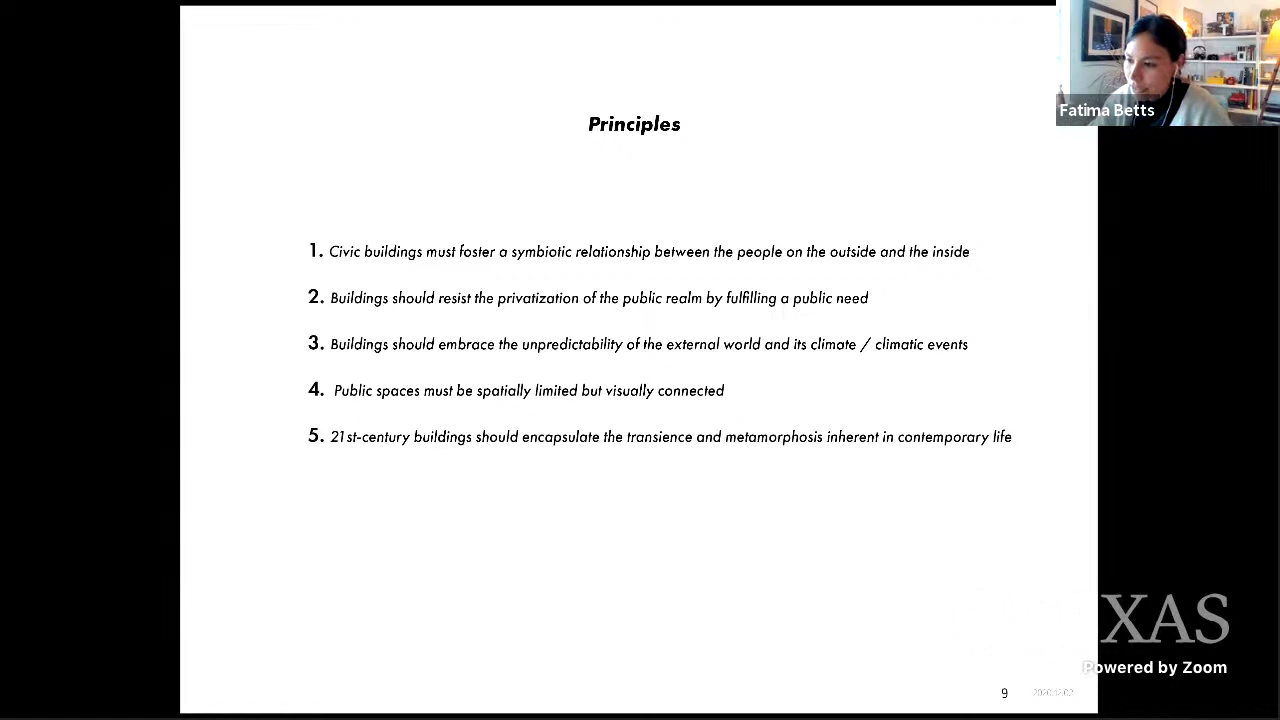 Fatima Betts
Principles
1. Civic buildings must foster a symbiotic relationship between the people on the outside and the inside
2. Buildings should resist the privatization of the public realm by fulfilling a public need
3. Buildings should embrace the unpredictability of the external world and its climate / climatic events
4. Public spaces must be spatially limited but visually connected
5. 21st-century buildings should encapsulate the transience and metamorphosis inherent in contemporary life
XAS
Powered by Zoom
9 2020.12.02